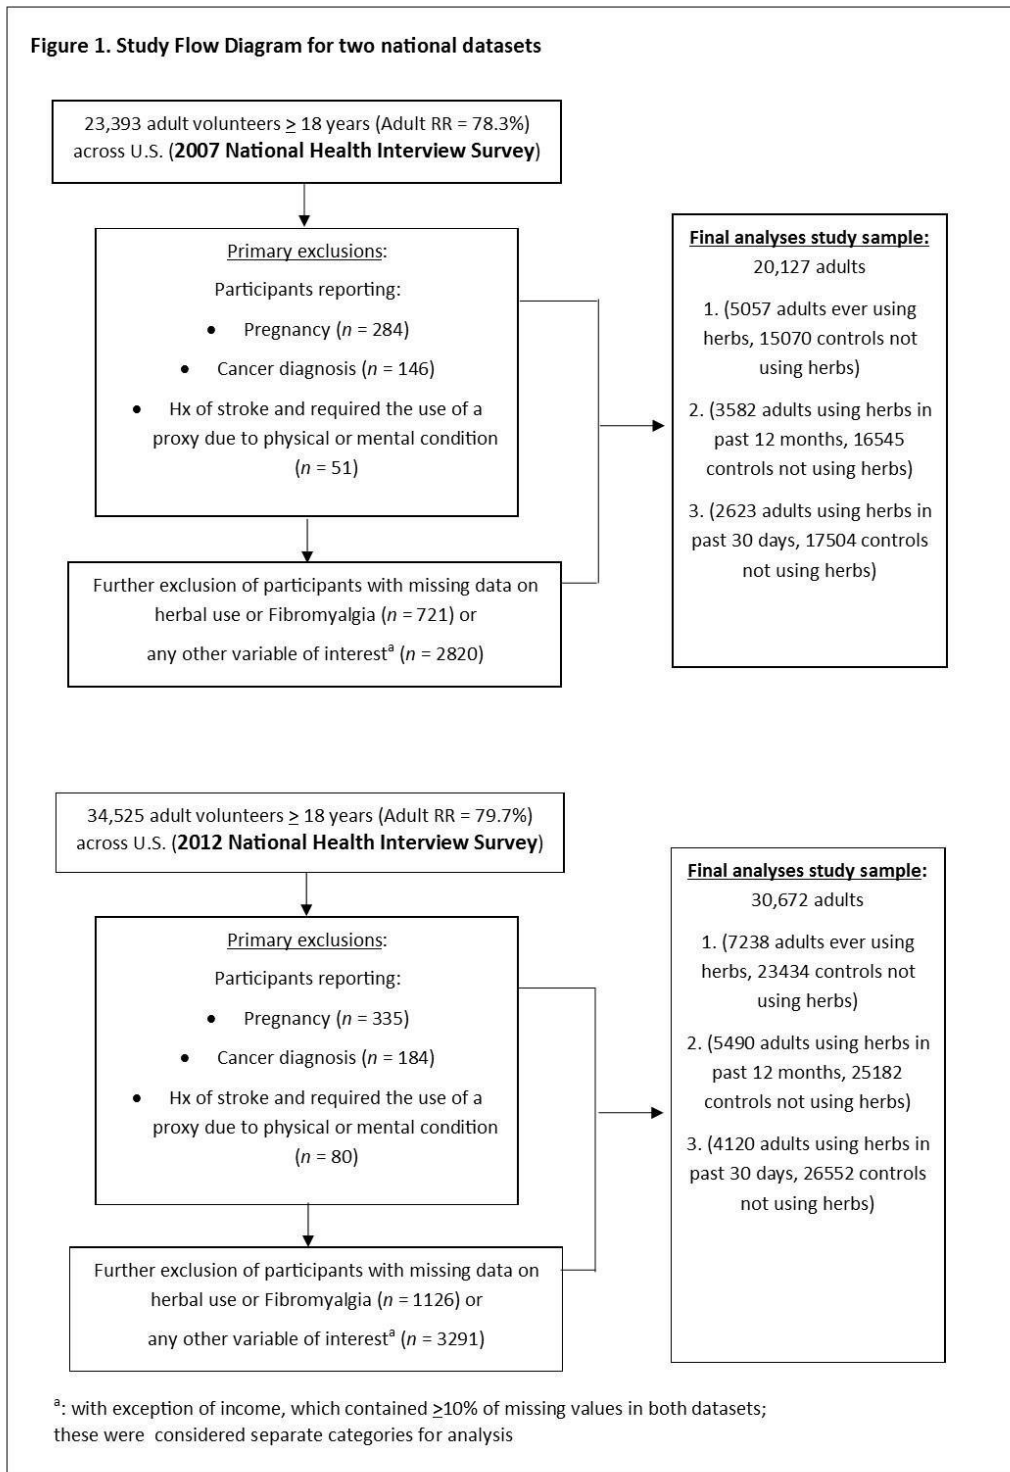 Figure 1. Study Flow Diagram for two national datasets
23,393 adult volunteers ≥ 18 years (Adult RR = 78.3%)
across U.S. (2007 National Health Interview Survey)
Primary exclusions:
Participants reporting:
• Pregnancy (n = 284)
• Cancer diagnosis (n = 146)
• Hx of stroke and required the use of a
proxy due to physical or mental condition
(n = 51)
Further exclusion of participants with missing data on
herbal use or Fibromyalgia (n = 721) or
any other variable of interestª (n = 2820)
Final analyses study sample:
20,127 adults
1. (5057 adults ever using
herbs, 15070 controls not
using herbs)
2. (3582 adults using herbs in
past 12 months, 16545
controls not using herbs)
3. (2623 adults using herbs in
past 30 days, 17504 controls
not using herbs)
34,525 adult volunteers ≥ 18 years (Adult RR = 79.7%)
across U.S. (2012 National Health Interview Survey)
Primary exclusions:
Participants reporting:
• Pregnancy (n = 335)
• Cancer diagnosis (n = 184)
• Hx of stroke and required the use of a
proxy due to physical or mental condition
(n = 80)
Further exclusion of participants with missing data on
herbal use or Fibromyalgia (n = 1126) or
any other variable of interestª (n = 3291)
Final analyses study sample:
30,672 adults
1. (7238 adults ever using
herbs, 23434 controls not
using herbs)
2. (5490 adults using herbs in
past 12 months, 25182
controls not using herbs)
3. (4120 adults using herbs in
past 30 days, 26552 controls
not using herbs)
ª: with exception of income, which contained ≥10% of missing values in both datasets;
these were considered separate categories for analysis